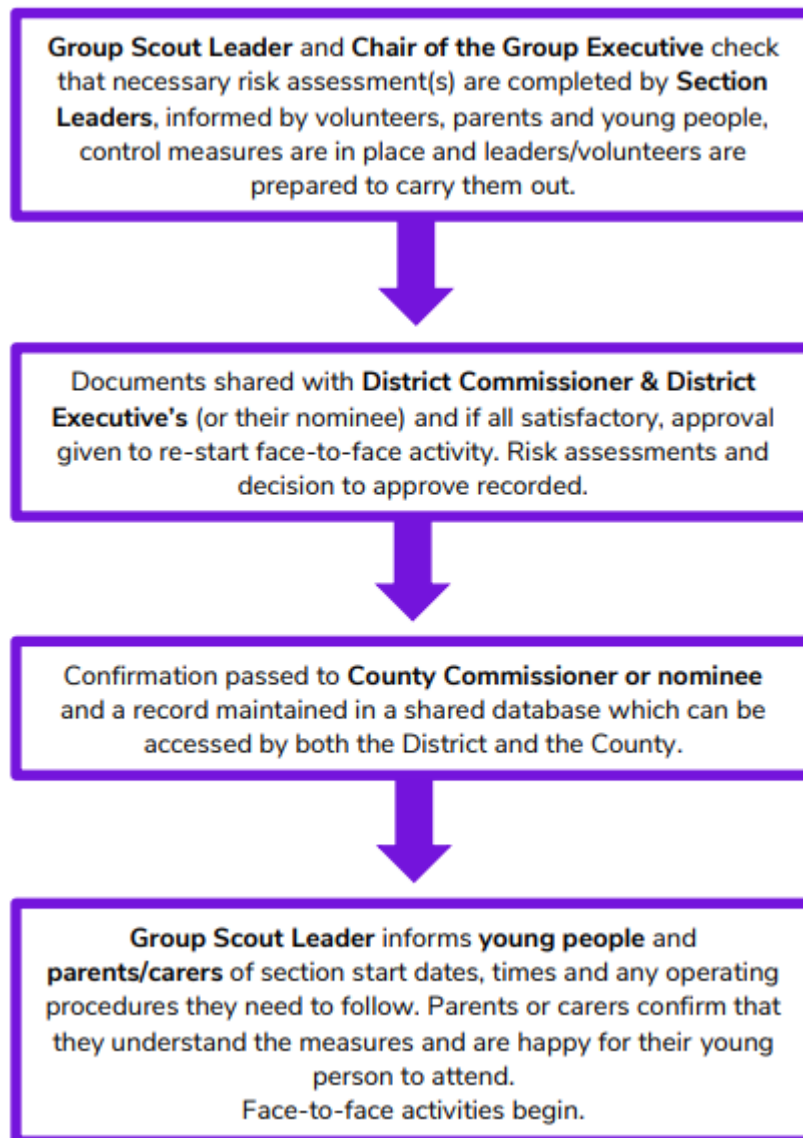 Group Scout Leader and Chair of the Group Executive check
that necessary risk assessment(s) are completed by Section
Leaders, informed by volunteers, parents and young people,
control measures are in place and leaders/volunteers are
prepared to carry them out.
Documents shared with District Commissioner & District
Executive's (or their nominee) and if all satisfactory, approval
given to re-start face-to-face activity. Risk assessments and
decision to approve recorded.
Confirmation passed to County Commissioner or nominee
and a record maintained in a shared database which can be
accessed by both the District and the County.
Group Scout Leader informs young people and
parents/carers of section start dates, times and any operating
procedures they need to follow. Parents or carers confirm that
they understand the measures and are happy for their young
person to attend.
Face-to-face activities begin.